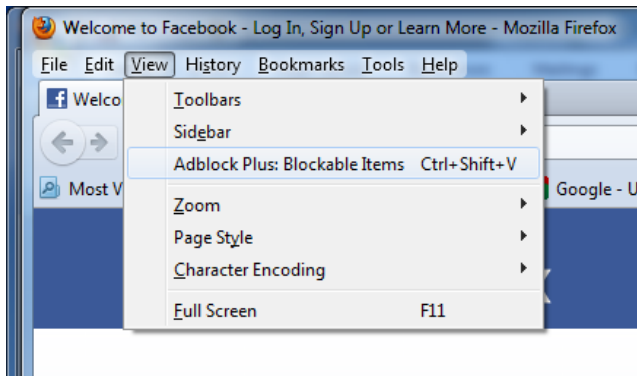 Welcome to Facebook - Log In, Sign Up or Learn More - Mozilla Firefox
File Edit View History Bookmarks Tools Help
Welco
Toolbars
Sidebar
Adblock Plus: Blockable Items Ctrl+Shift+V
Most V
Google - U
Zoom
Page Style
Character Encoding
Full Screen F11